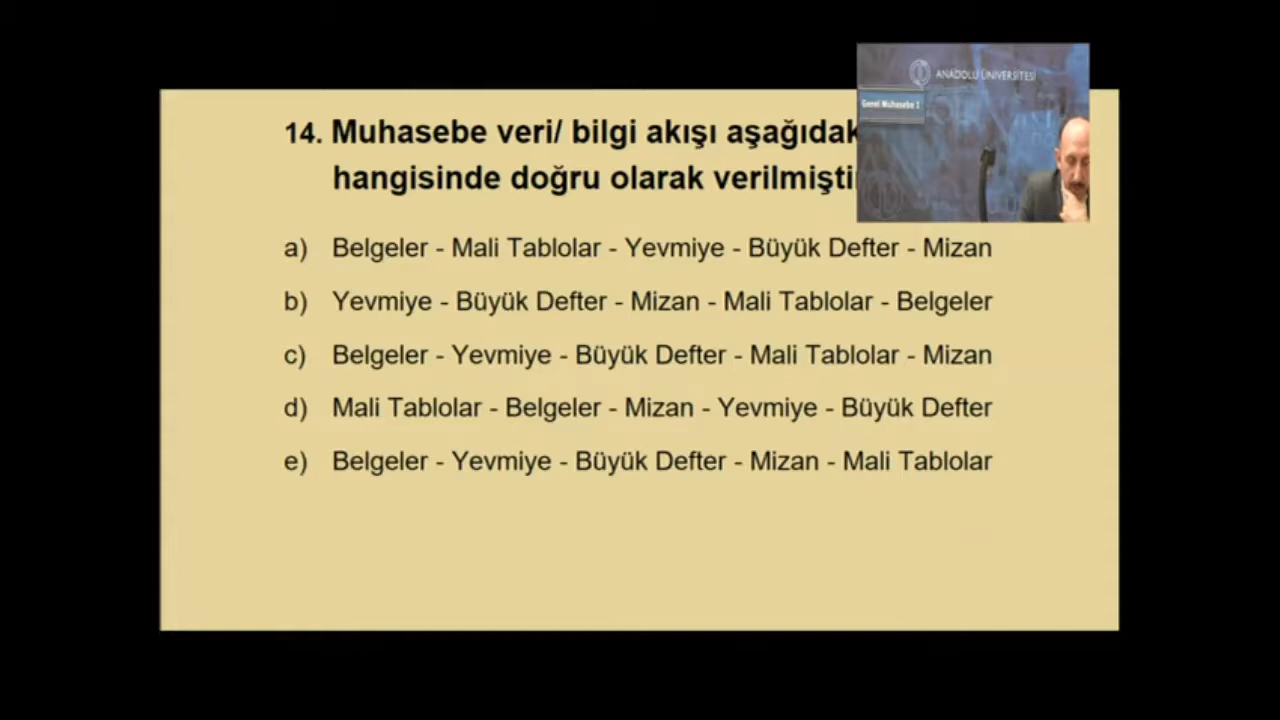 ANADOLU ÜNİVERSİTESİ
Genel Muhasebe 1
14. Muhasebe veri/ bilgi akışı
hangisinde doğru olarak
a) Belgeler - Mali Tablolar - Yevmiye - Büyük Defter - Mizan
b) Yevmiye - Büyük Defter - Mizan - Mali Tablolar - Belgeler
c) Belgeler - Yevmiye - Büyük Defter - Mali Tablolar - Mizan
d) Mali Tablolar - Belgeler - Mizan - Yevmiye - Büyük Defter
e) Belgeler - Yevmiye - Büyük Defter - Mizan - Mali Tablolar